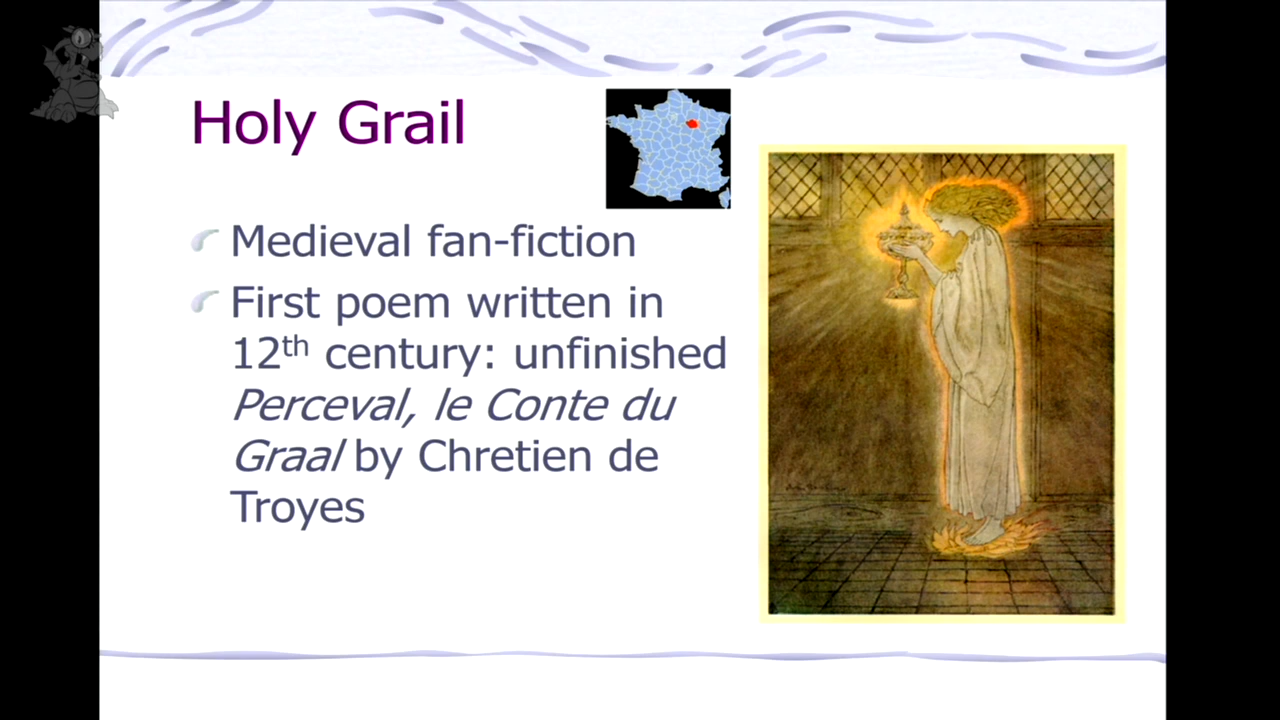 Holy Grail
Medieval fan-fiction
First poem written in
12th century: unfinished
Perceval, le Conte du
Graal by Chretien de
Troyes